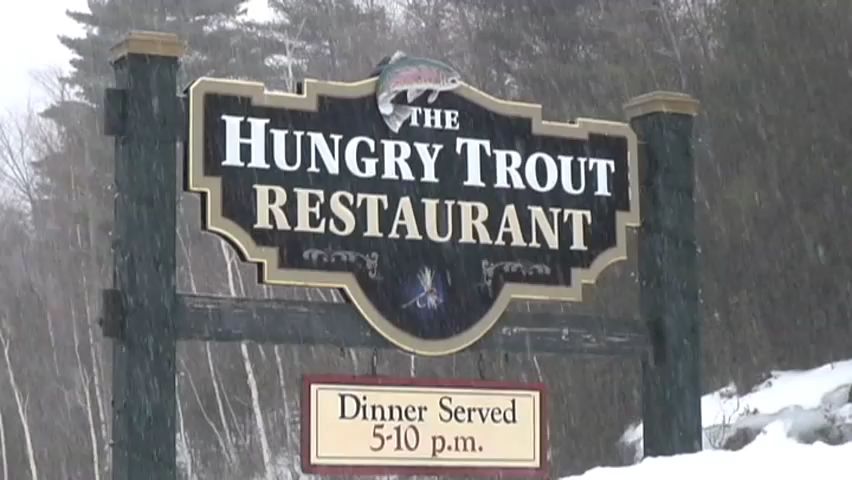 THE
HUNGRY TROUT
RESTAURANT
Dinner Served
5-10 p.m.